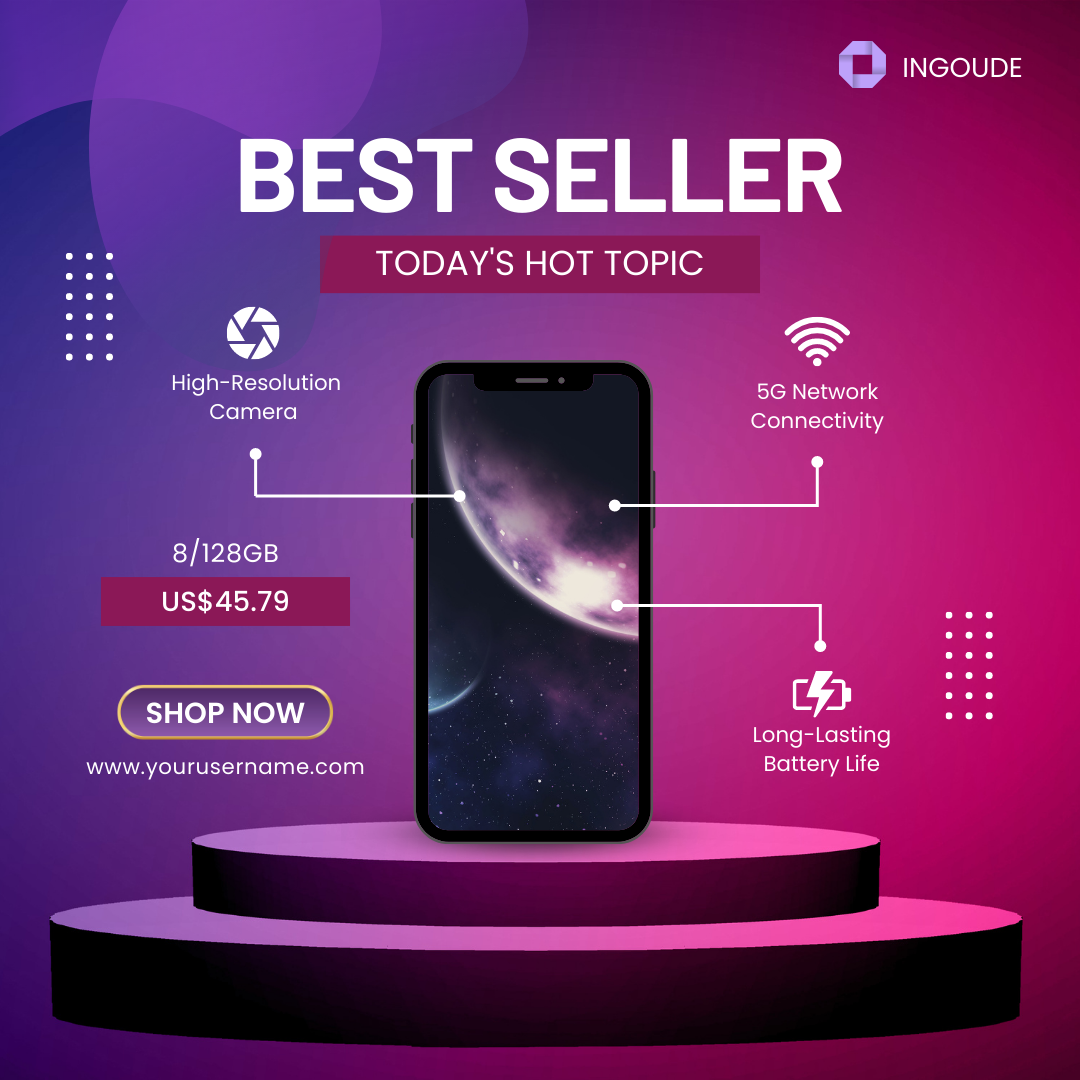 INGOUDE
BEST SELLER
TODAY'S HOT TOPIC
High-Resolution
Camera
5G Network
Connectivity
8/128GB
US$45.79
SHOP NOW
www.yourusername.com
Long-Lasting
Battery Life